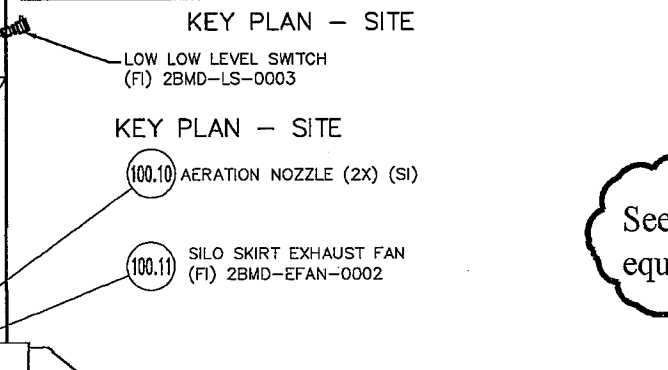 KEY PLAN – SITE
LOW LOW LEVEL SWITCH
(FI) 2BMD-LS-0003
KEY PLAN – SITE
100.10 AERATION NOZZLE (2X) (SI)
100.11 SILO SKIRT EXHAUST FAN
(FI) 2BMD-EFAN-0002
See
equ